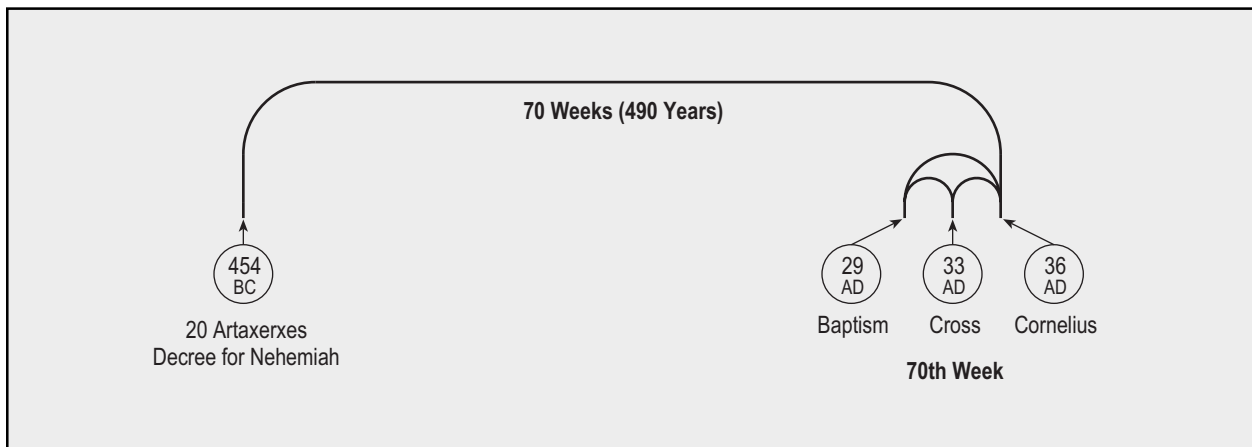 70 Weeks (490 Years)
454
BC
20 Artaxerxes
Decree for Nehemiah
29
AD
Baptism
33
AD
Cross
36
AD
Cornelius
70th Week